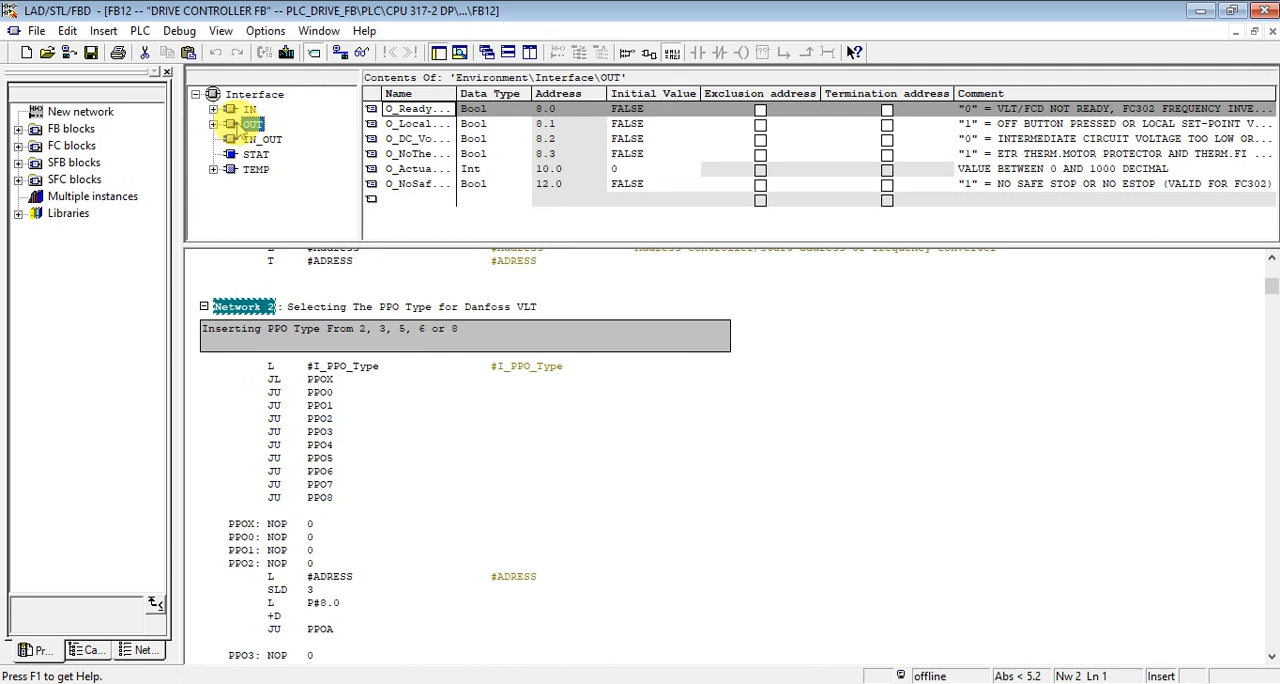 LAD/STL/FBD - [FB12 -- "DRIVE CONTROLLER FB" -- PLC_DRIVE_FB\PLC\CPU 317-2 DP\...\FB12]
File Edit Insert PLC Debug View Options Window Help
Contents Of: 'Environment\Interface\OUT'
Name Data Type Address Initial Value Exclusion address Termination address Comment
O_Ready... Bool 8.0 FALSE "0" = VLT/FCD NOT READY, FC302 FREQUENCY INVE...
O_Local... Bool 8.1 FALSE "1" = OFF BUTTON PRESSED OR LOCAL SET-POINT V...
O_DC_Vo... Bool 8.2 FALSE "0" = INTERMEDIATE CIRCUIT VOLTAGE TOO LOW OR...
O_NoThe... Bool 8.3 FALSE "1" = ETR THERM.MOTOR PROTECTOR AND THERM.FI ...
O_Actua... Int 10.0 0 VALUE BETWEEN 0 AND 1000 DECIMAL
O_NoSaf... Bool 12.0 FALSE "1" = NO SAFE STOP OR NO ESTOP (VALID FOR FC302)
Interface
IN
OUT
IN_OUT
STAT
TEMP
New network
FB blocks
FC blocks
SFB blocks
SFC blocks
Multiple instances
Libraries
T #ADRESS #ADRESS
Network 2 : Selecting The PPO Type for Danfoss VLT
Inserting PPO Type From 2, 3, 5, 6 or 8
L #I_PPO_Type #I_PPO_Type
JL PPOX
JU PPO0
JU PPO1
JU PPO2
JU PPO3
JU PPO4
JU PPO5
JU PPO6
JU PPO7
JU PPO8
PPOX: NOP 0
PPO0: NOP 0
PPO1: NOP 0
PPO2: NOP 0
L #ADRESS #ADRESS
SLD 3
L P#8.0
+D
JU PPOA
PPO3: NOP 0
Pr... Ca... Net...
Press F1 to get Help. offline Abs < 5.2 Nw 2 Ln 1 Insert